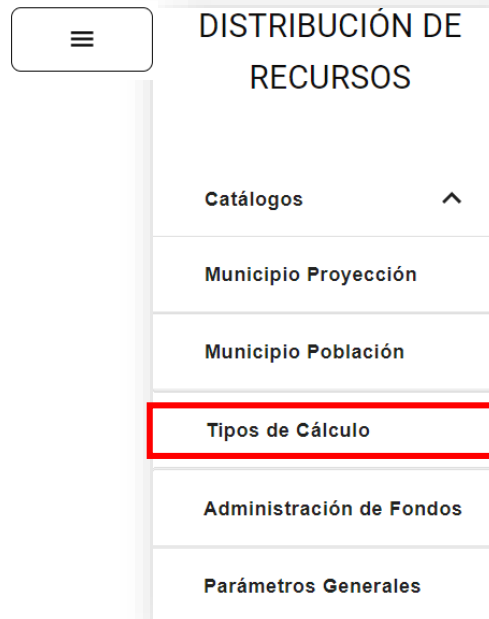 DISTRIBUCIÓN DE
RECURSOS
Catálogos
Municipio Proyección
Municipio Población
Tipos de Cálculo
Administración de Fondos
Parámetros Generales